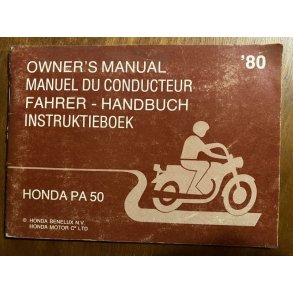 '80
OWNER'S MANUAL
MANUEL DU CONDUCTEUR
FAHRER - HANDBUCH
INSTRUKTIEBOEK
HONDA PA 50
© HONDA BENELUX N.V.
HONDA MOTOR Cº LTD